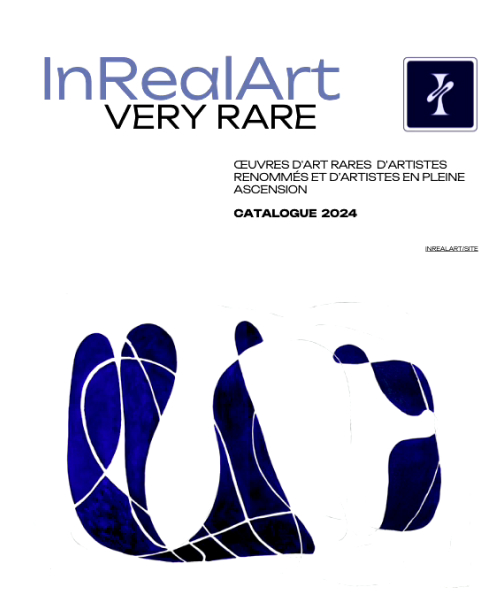 InRealArt
VERY RARE
ŒUVRES D'ART RARES D'ARTISTES
RENOMMÉS ET D'ARTISTES EN PLEINE
ASCENSION
CATALOGUE 2024
INREALART/SITE